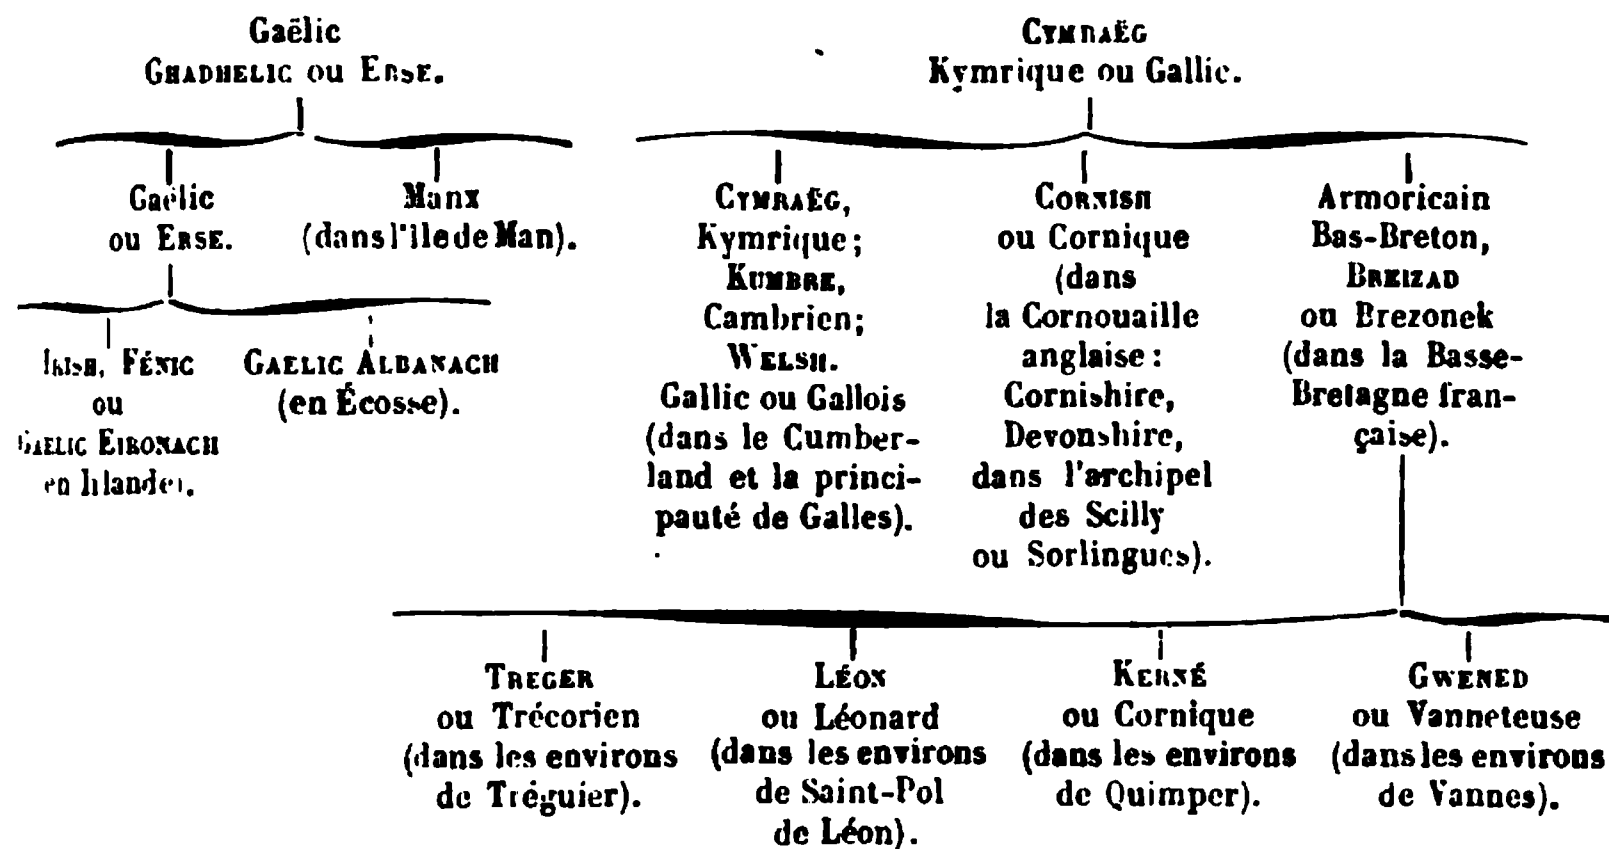 Gaëlic
GHADHELIC ou ERSE.
CYMRAËG
Kymrique ou Gallic.
Gaëlic
ou ERSE.
Manx
(dans l'île de Man).
IRISH, FÉNIC
ou
GAELIC EIRONACH
en Irlande).
GAELIC ALBANACH
(en Écosse).
CYMRAËG,
Kymrique;
KUMBRE,
Cambrien;
WELSH.
Gallic ou Gallois
(dans le Cumber-
land et la princi-
pauté de Galles).
CORNISH
ou Cornique
(dans
la Cornouaille
anglaise:
Cornishire,
Devonshire,
dans l'archipel
des Scilly
ou Sorlingues).
Armoricain
Bas-Breton,
BREIZAD
ou Brezonek
(dans la Basse-
Bretagne fran-
çaise).
TREGER
ou Trécorien
(dans les environs
de Tréguier).
LÉON
ou Léonard
(dans les environs
de Saint-Pol
de Léon).
KERNÉ
ou Cornique
(dans les environs
de Quimper).
GWENED
ou Vanneteuse
(dans les environs
de Vannes).